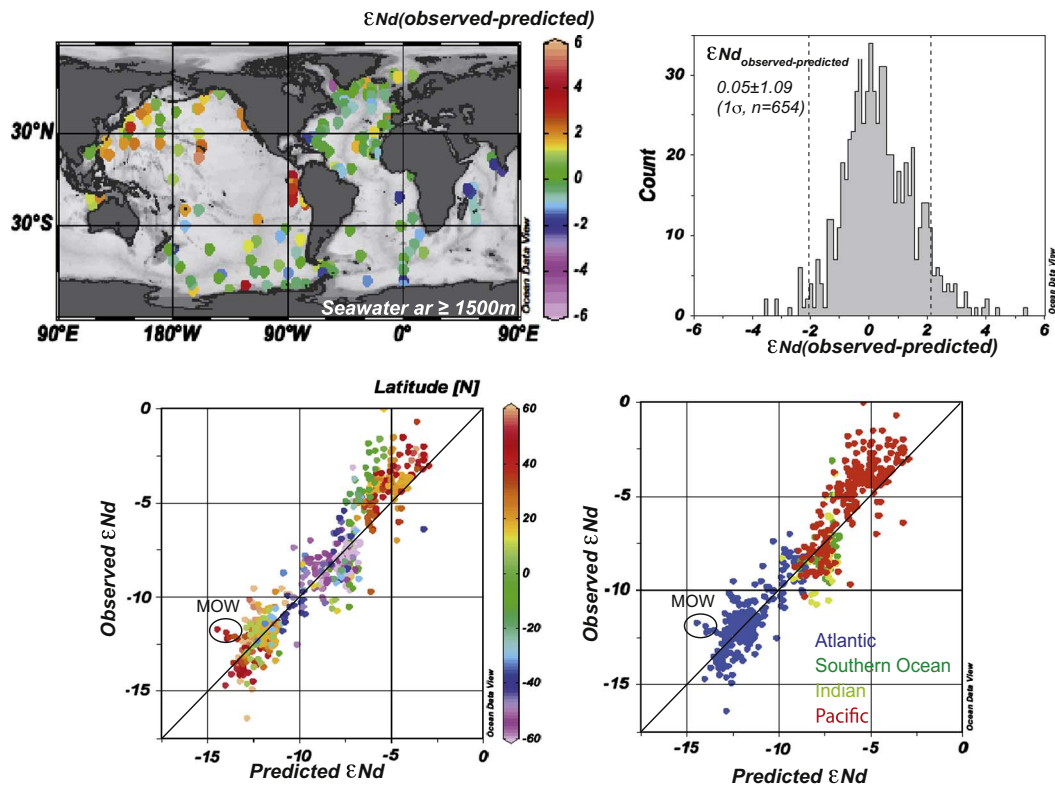 εNd(observed-predicted)
6
4
2
0
-2
-4
-6
30°N
30°S
Seawater ar ≥ 1500m
Ocean Data View
90°E
180°W
90°W
0°
90°E
εNd observed-predicted
0.05±1.09
(1σ, n=654)
Count
30
20
10
0
-6
-4
-2
0
2
4
6
εNd(observed-predicted)
Ocean Data View
Latitude [N]
60
40
20
0
-20
-40
-60
Observed εNd
0
-5
-10
-15
MOW
-15
-10
-5
0
Predicted εNd
Ocean Data View
Observed εNd
0
-5
-10
-15
MOW
Atlantic
Southern Ocean
Indian
Pacific
-15
-10
-5
0
Predicted εNd
Ocean Data View